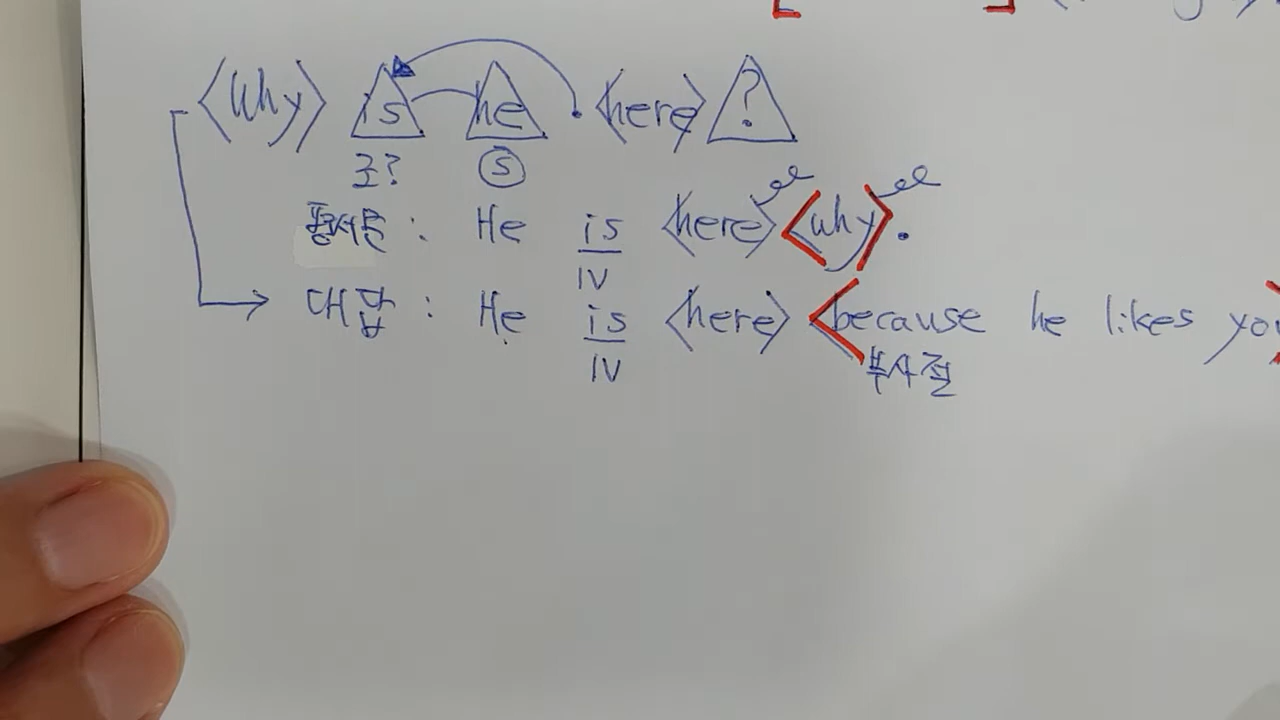 <Why> is he <here> ?
조? S
평서문 : He is <here> <why>.
IV
대답 : He is <here> <because he likes yo
IV 부사절